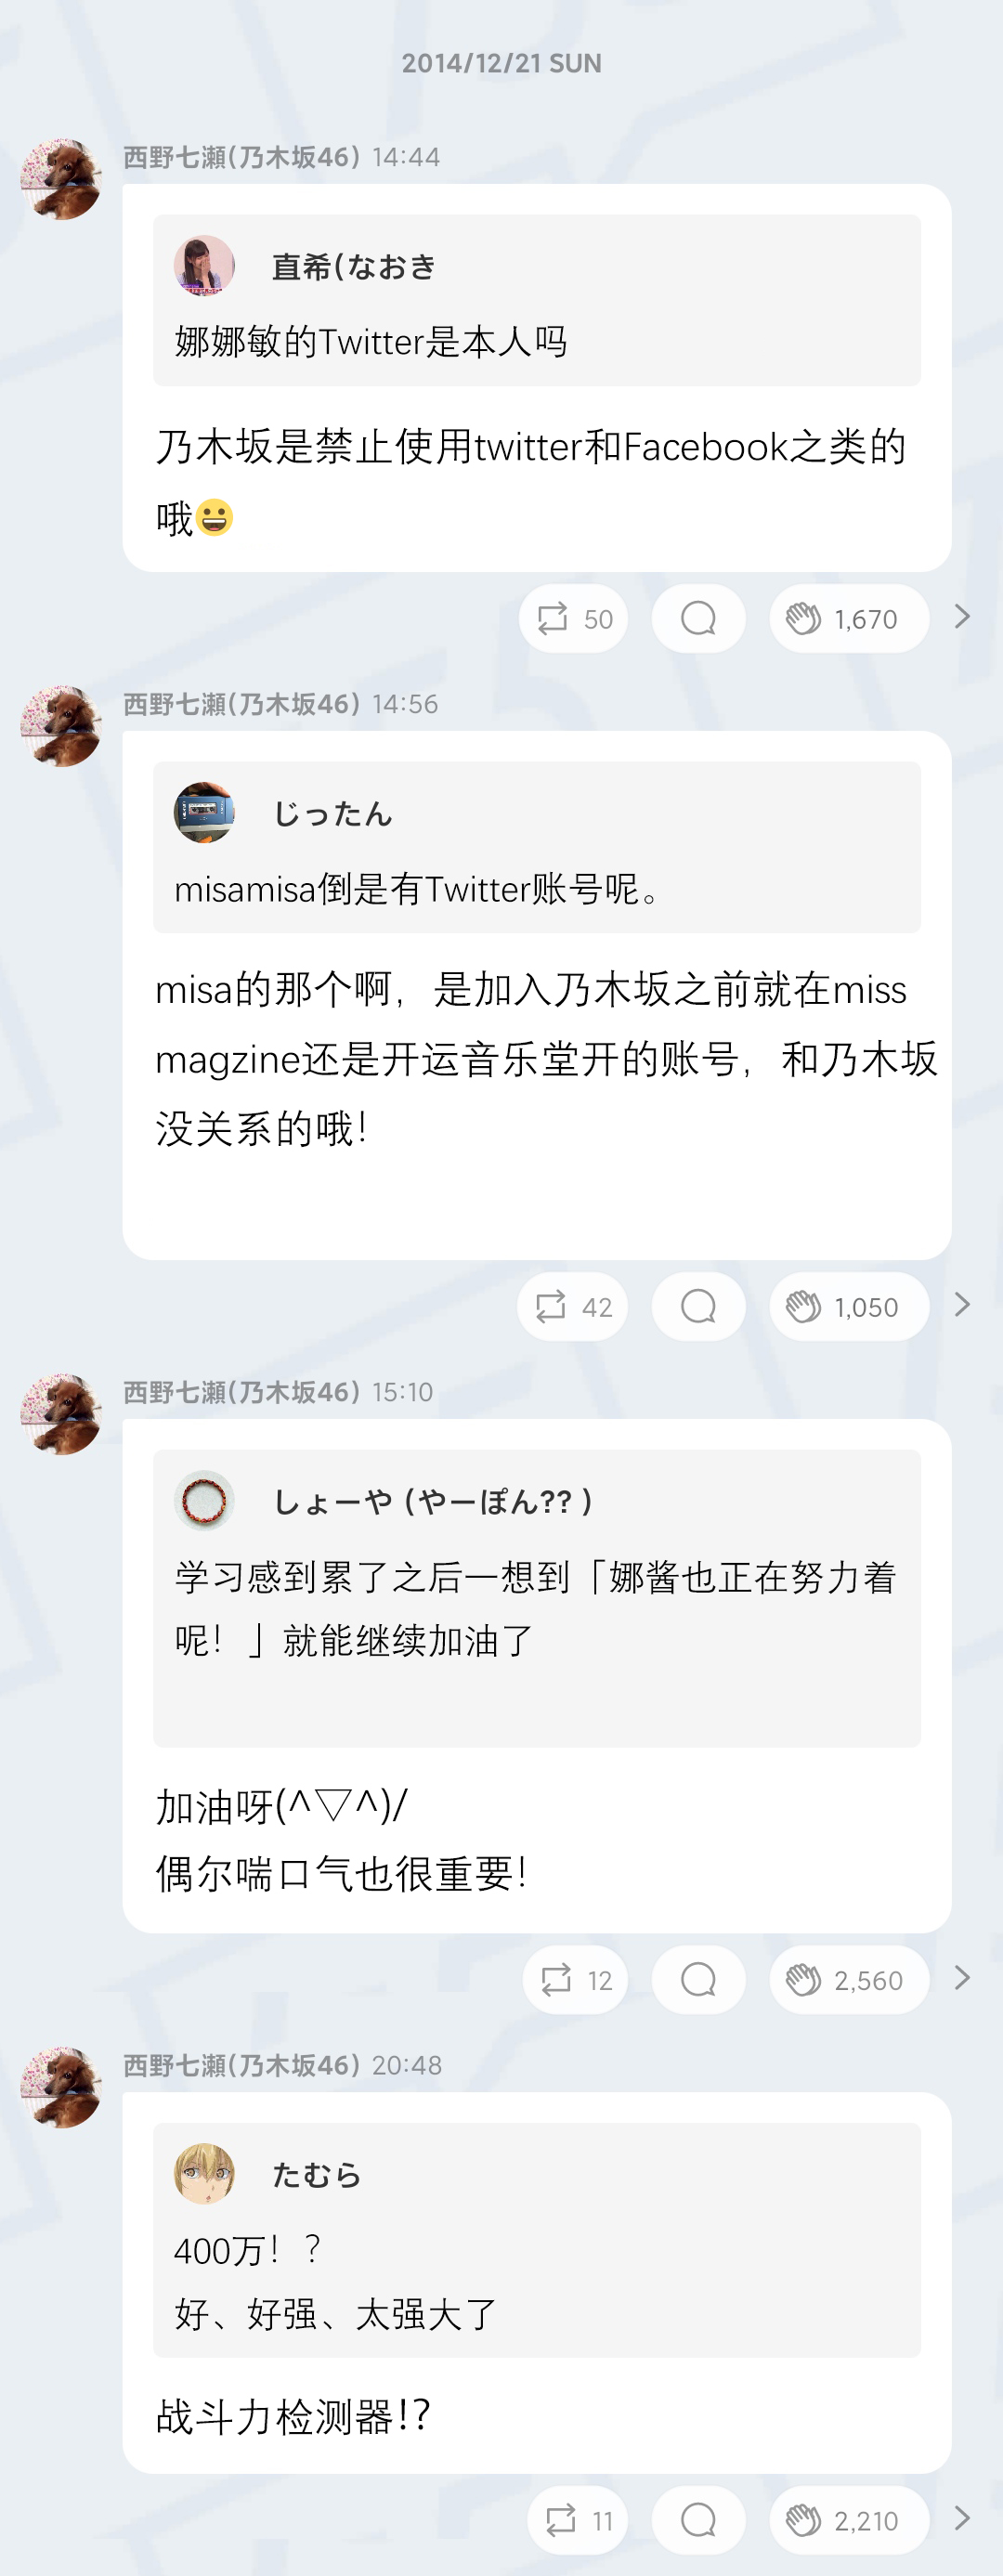 2014/12/21 SUN
西野七瀬(乃木坂46) 14:44
直希(なおき
娜娜敏的Twitter是本人吗
乃木坂是禁止使用twitter和Facebook之类的
哦😀
50
1,670
西野七瀬(乃木坂46) 14:56
じったん
misamisa倒是有Twitter账号呢。
misa的那个啊，是加入乃木坂之前就在miss
magzine还是开运音乐堂开的账号，和乃木坂
没关系的哦！
42
1,050
西野七瀬(乃木坂46) 15:10
しょーや (やーぽん?? )
学习感到累了之后一想到「娜酱也正在努力着
呢！」就能继续加油了
加油呀(^▽^)/
偶尔喘口气也很重要！
12
2,560
西野七瀬(乃木坂46) 20:48
たむら
400万！？
好、好强、太强大了
战斗力检测器!?
11
2,210